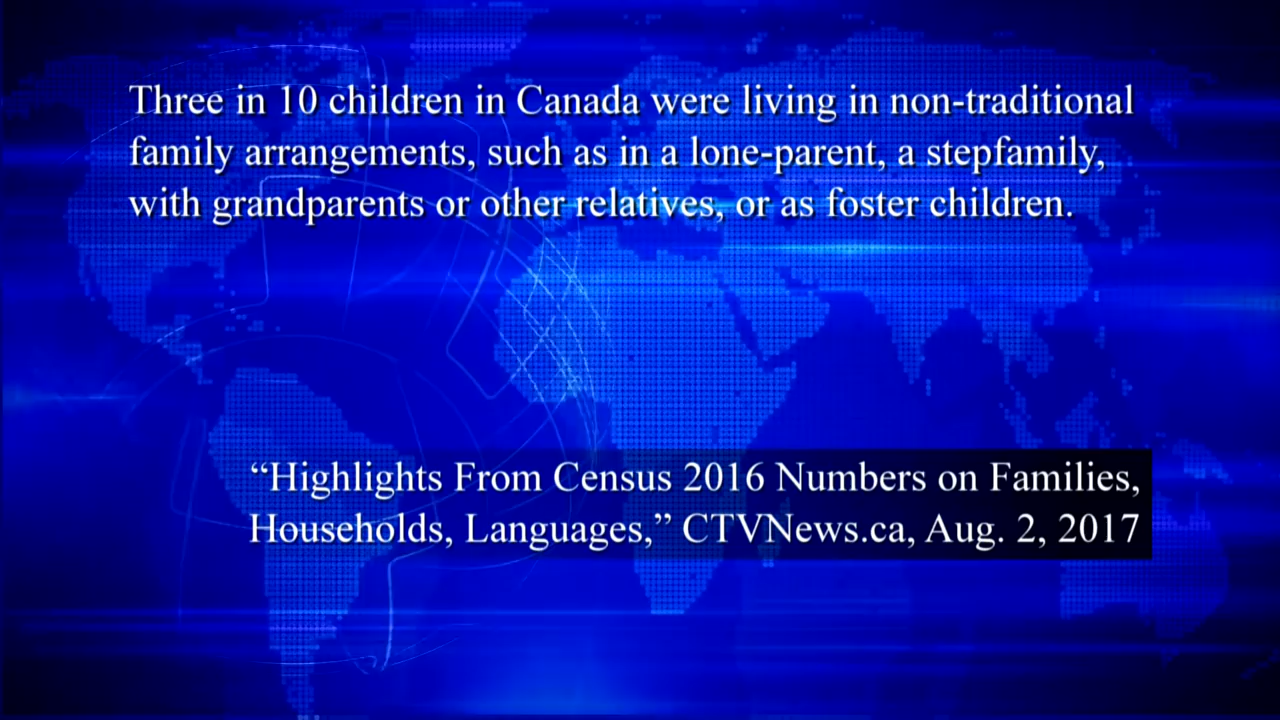 Three in 10 children in Canada were living in non-traditional
family arrangements, such as in a lone-parent, a stepfamily,
with grandparents or other relatives, or as foster children.
“Highlights From Census 2016 Numbers on Families,
Households, Languages,” CTVNews.ca, Aug. 2, 2017